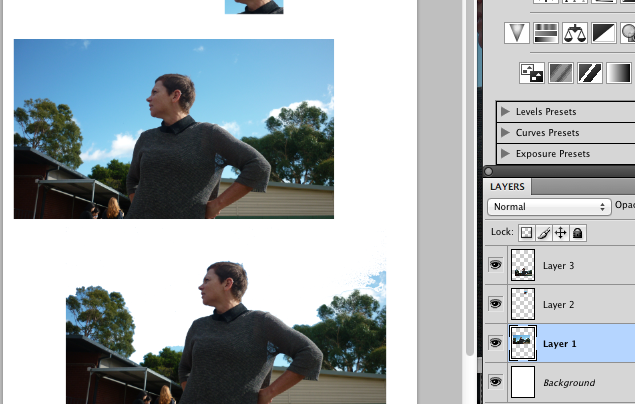 Levels Presets
Curves Presets
Exposure Presets
LAYERS
Normal
Opac
Lock:
Layer 3
Layer 2
Layer 1
Background